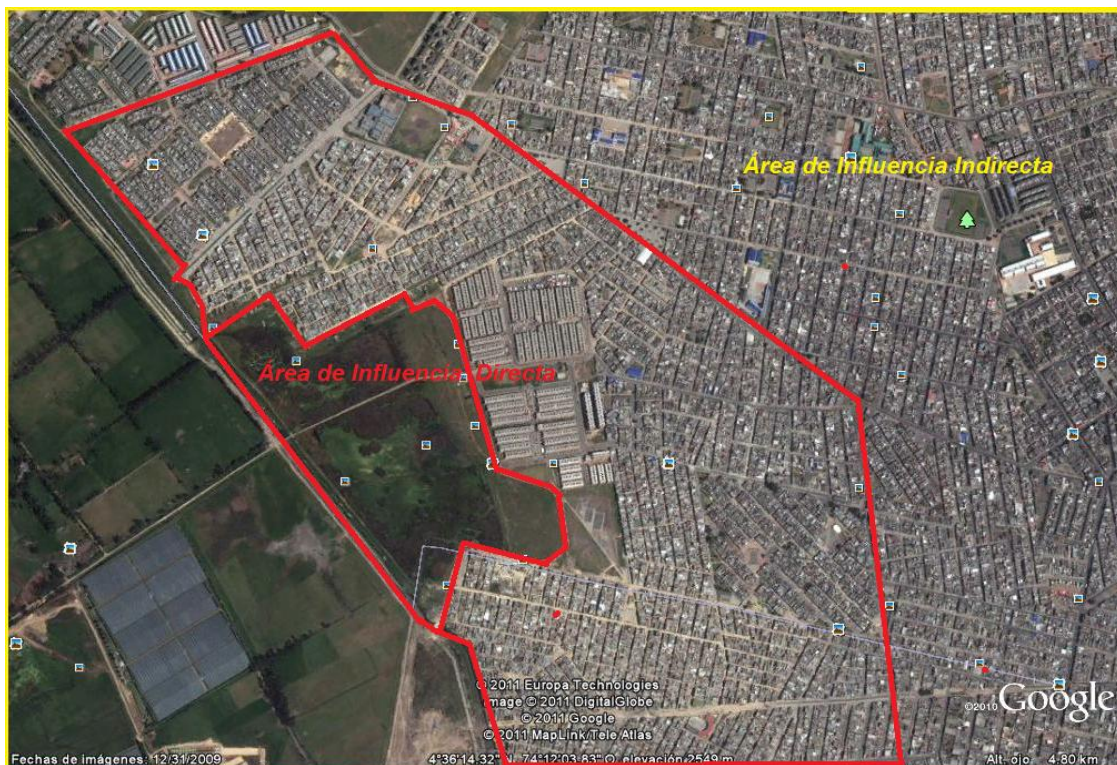 Área de Influencia Indirecta
Área de Influencia Directa
© 2011 Europa Technologies
Image © 2011 DigitalGlobe
© 2011 Google
© 2011 MapLink/Tele Atlas
©2010 Google
Fechas de imágenes: 12/31/2009
4°36'14.32" N, 74°12'03.83" O, elevación 2549 m
Alt. ojo 4.80 km